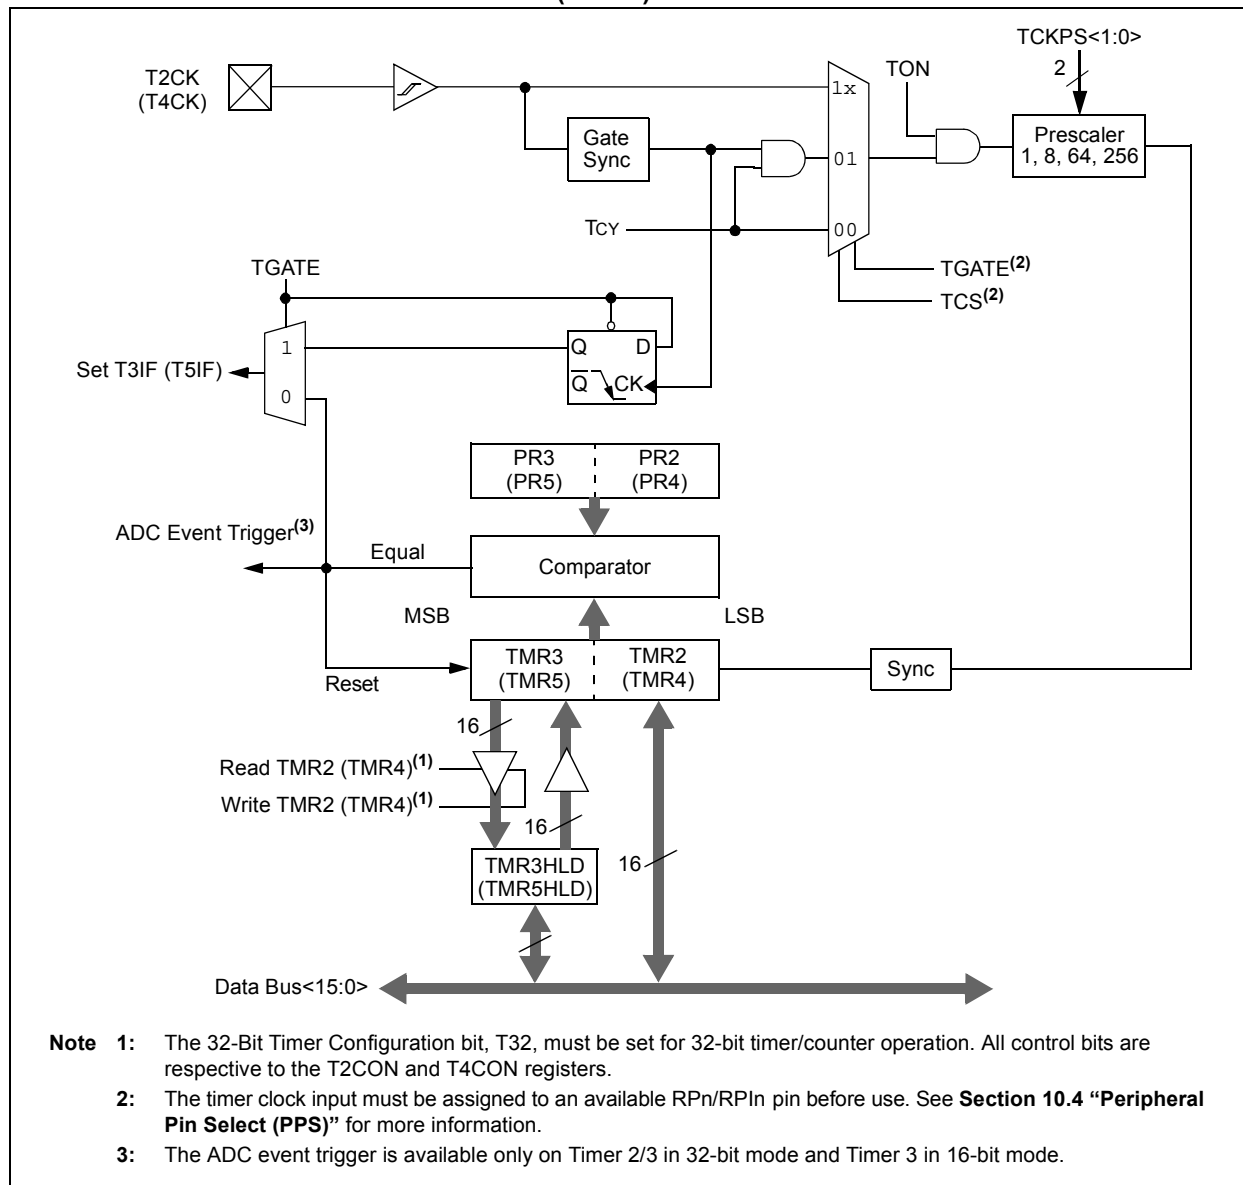 TCKPS<1:0>
2
TON
T2CK
(T4CK)
1x
Prescaler
1, 8, 64, 256
Gate
Sync
01
TCY
00
TGATE
TGATE(2)
TCS(2)
1
Q D
Set T3IF (T5IF)
Q CK
0
PR3
(PR5)
PR2
(PR4)
ADC Event Trigger(3)
Equal
Comparator
MSB
LSB
TMR3
(TMR5)
TMR2
(TMR4)
Sync
Reset
16
Read TMR2 (TMR4)(1)
Write TMR2 (TMR4)(1)
16
TMR3HLD
(TMR5HLD)
16
Data Bus<15:0>
Note 1: The 32-Bit Timer Configuration bit, T32, must be set for 32-bit timer/counter operation. All control bits are
respective to the T2CON and T4CON registers.
2: The timer clock input must be assigned to an available RPn/RPIn pin before use. See Section 10.4 “Peripheral
Pin Select (PPS)” for more information.
3: The ADC event trigger is available only on Timer 2/3 in 32-bit mode and Timer 3 in 16-bit mode.